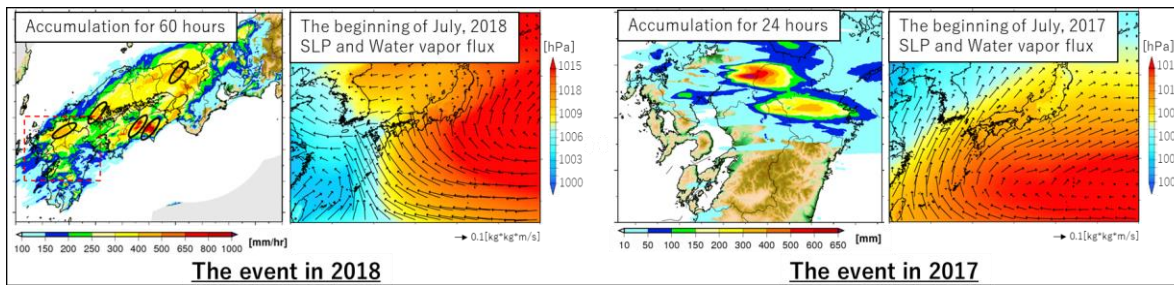 Accumulation for 60 hours
100 150 200 250 300 400 500 650 800 1000 [mm/hr]
The beginning of July, 2018
SLP and Water vapor flux
[hPa]
1015
1018
1009
1006
1003
1000
0.1[kg*kg*m/s]
The event in 2018
Accumulation for 24 hours
10 50 100 150 200 300 400 500 600 650 [mm]
The beginning of July, 2017
SLP and Water vapor flux
[hPa]
0.1[kg*kg*m/s]
The event in 2017